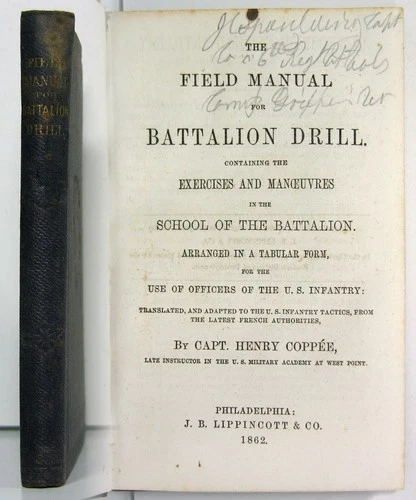 FIELD
MANUAL
FOR
BATTALION
DRILL
THE
FIELD MANUAL
FOR
BATTALION DRILL.
CONTAINING THE
EXERCISES AND MANŒUVRES
IN THE
SCHOOL OF THE BATTALION.
ARRANGED IN A TABULAR FORM,
FOR THE
USE OF OFFICERS OF THE U. S. INFANTRY:
TRANSLATED, AND ADAPTED TO THE U. S. INFANTRY TACTICS, FROM
THE LATEST FRENCH AUTHORITIES,
BY CAPT. HENRY COPPÉE,
LATE INSTRUCTOR IN THE U. S. MILITARY ACADEMY AT WEST POINT.
PHILADELPHIA:
J. B. LIPPINCOTT & CO.
1862.